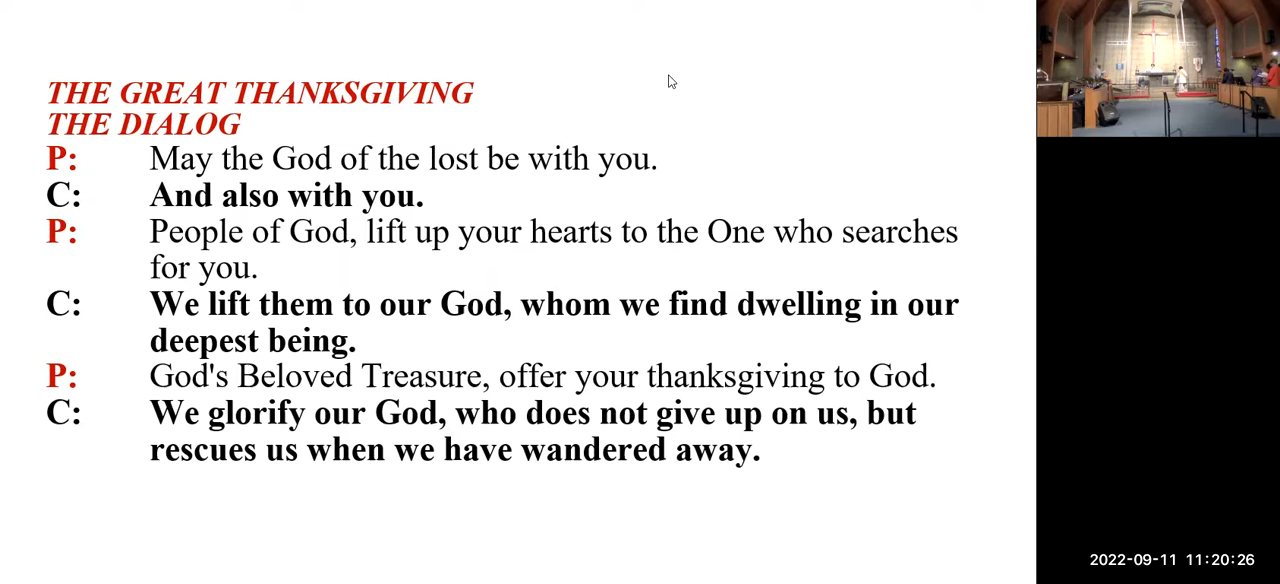 THE GREAT THANKSGIVING
THE DIALOG
P: May the God of the lost be with you.
C: And also with you.
P: People of God, lift up your hearts to the One who searches
for you.
C: We lift them to our God, whom we find dwelling in our
deepest being.
P: God's Beloved Treasure, offer your thanksgiving to God.
C: We glorify our God, who does not give up on us, but
rescues us when we have wandered away.
2022-09-11 11:20:26